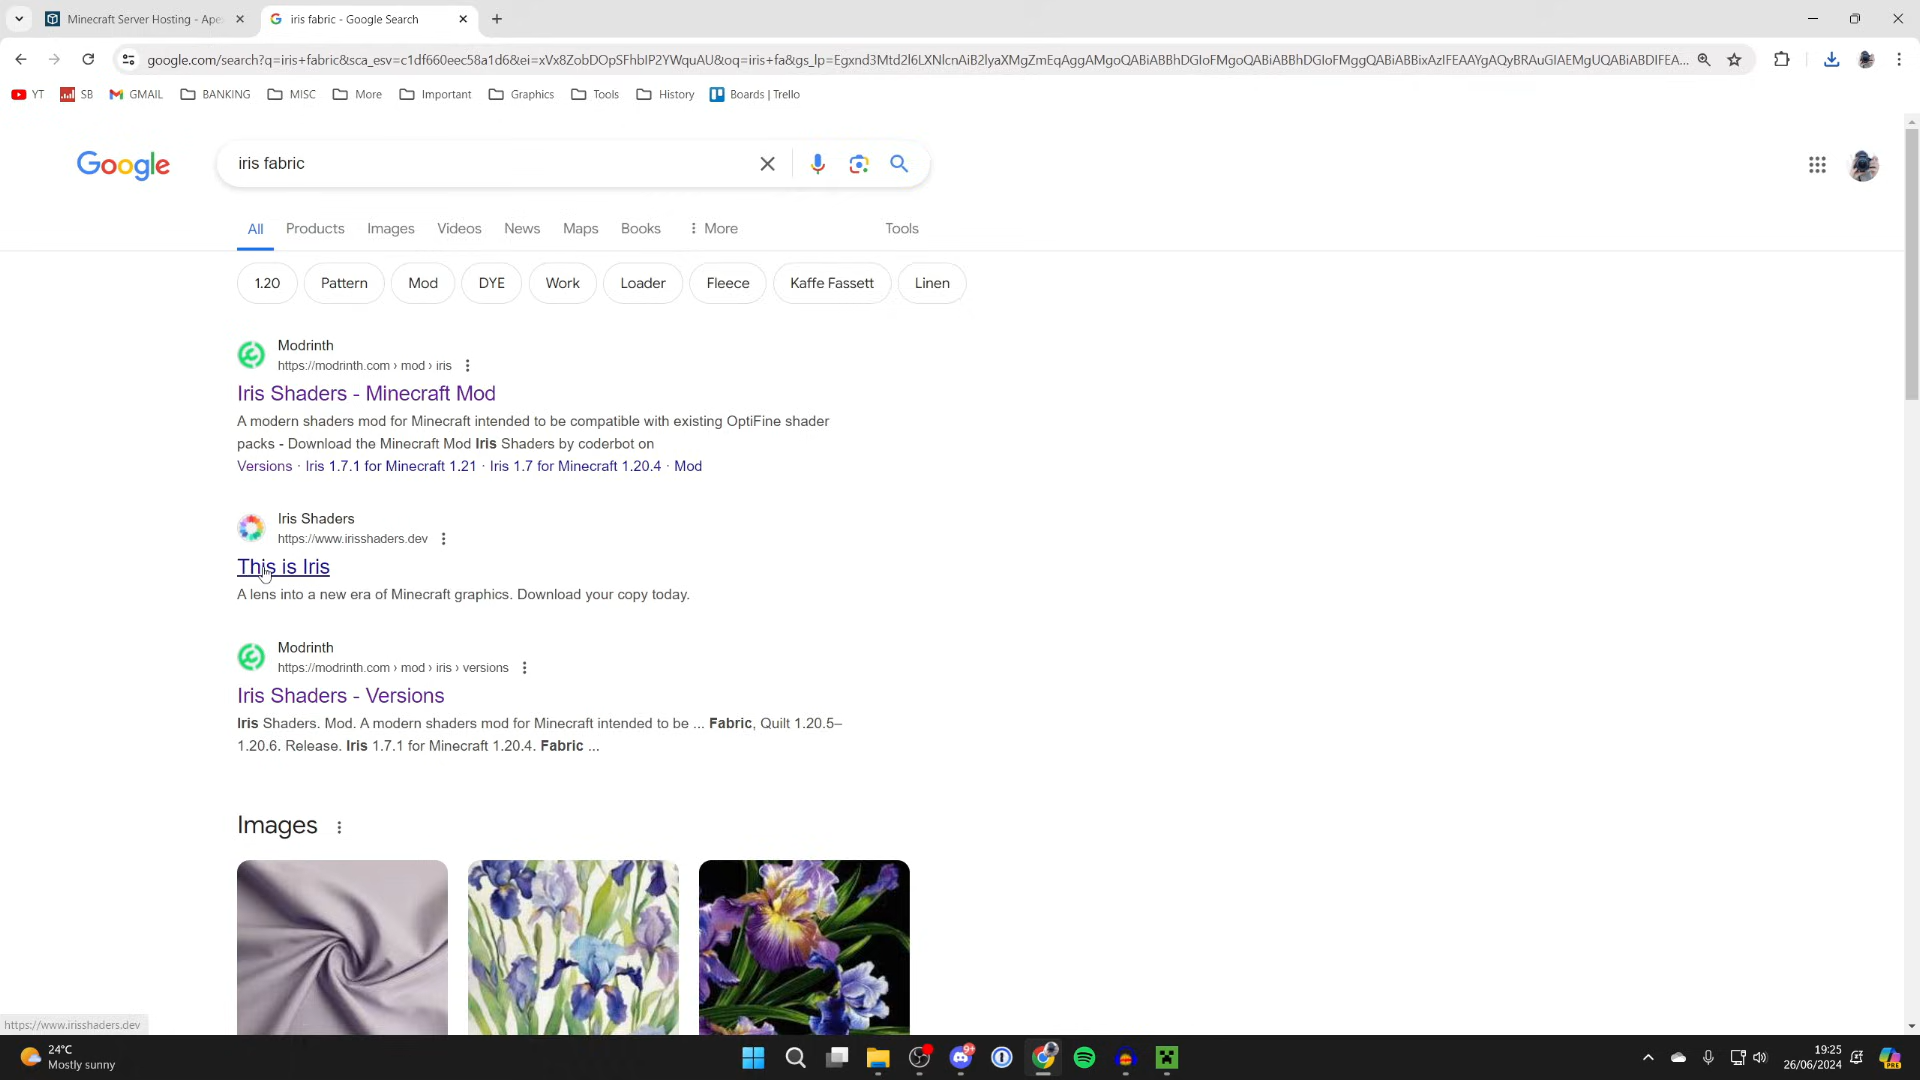 Minecraft Server Hosting - Ape
iris fabric - Google Search
google.com/search?q=iris+fabric&sca_esv=c1df660eec58a1d6&ei=xVx8ZobDOpSFhbIP2YWquAU&oq=iris+fa&gs_lp=Egxnd3Mtd2l6LXNlcnAiB2lyaXMgZmEqAggAMgoQABiABBhDGIoFMgoQABiABBhDGIoFMggQABiABBixAzIFEAAYgAQyBRAuGIAEMgUQABiABDIFEA...
YT SB GMAIL BANKING MISC More Important Graphics Tools History Boards | Trello
Google
iris fabric
All Products Images Videos News Maps Books More Tools
1.20 Pattern Mod DYE Work Loader Fleece Kaffe Fassett Linen
Modrinth
https://modrinth.com › mod › iris
Iris Shaders - Minecraft Mod
A modern shaders mod for Minecraft intended to be compatible with existing OptiFine shader
packs - Download the Minecraft Mod Iris Shaders by coderbot on
Versions · Iris 1.7.1 for Minecraft 1.21 · Iris 1.7 for Minecraft 1.20.4 · Mod
Iris Shaders
https://www.irisshaders.dev
This is Iris
A lens into a new era of Minecraft graphics. Download your copy today.
Modrinth
https://modrinth.com › mod › iris › versions
Iris Shaders - Versions
Iris Shaders. Mod. A modern shaders mod for Minecraft intended to be ... Fabric, Quilt 1.20.5–
1.20.6. Release. Iris 1.7.1 for Minecraft 1.20.4. Fabric ...
Images
https://www.irisshaders.dev
24°C
Mostly sunny
9+
19:25
26/06/2024
PRE